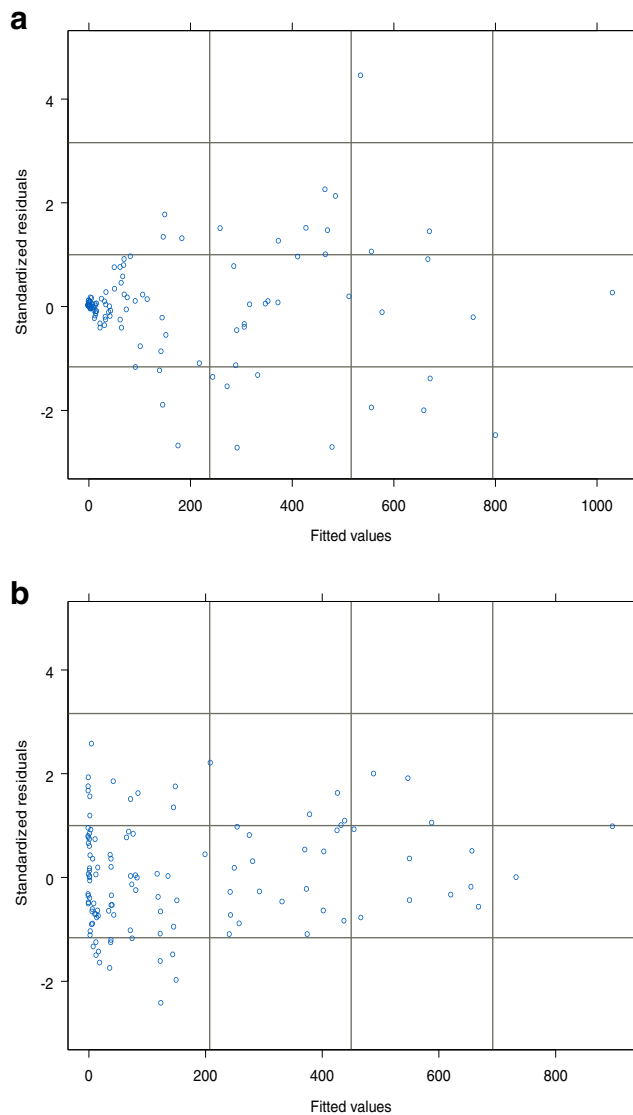 a
4
2
0
-2
Standardized residuals
0 200 400 600 800 1000
Fitted values
b
4
2
0
-2
Standardized residuals
0 200 400 600 800
Fitted values